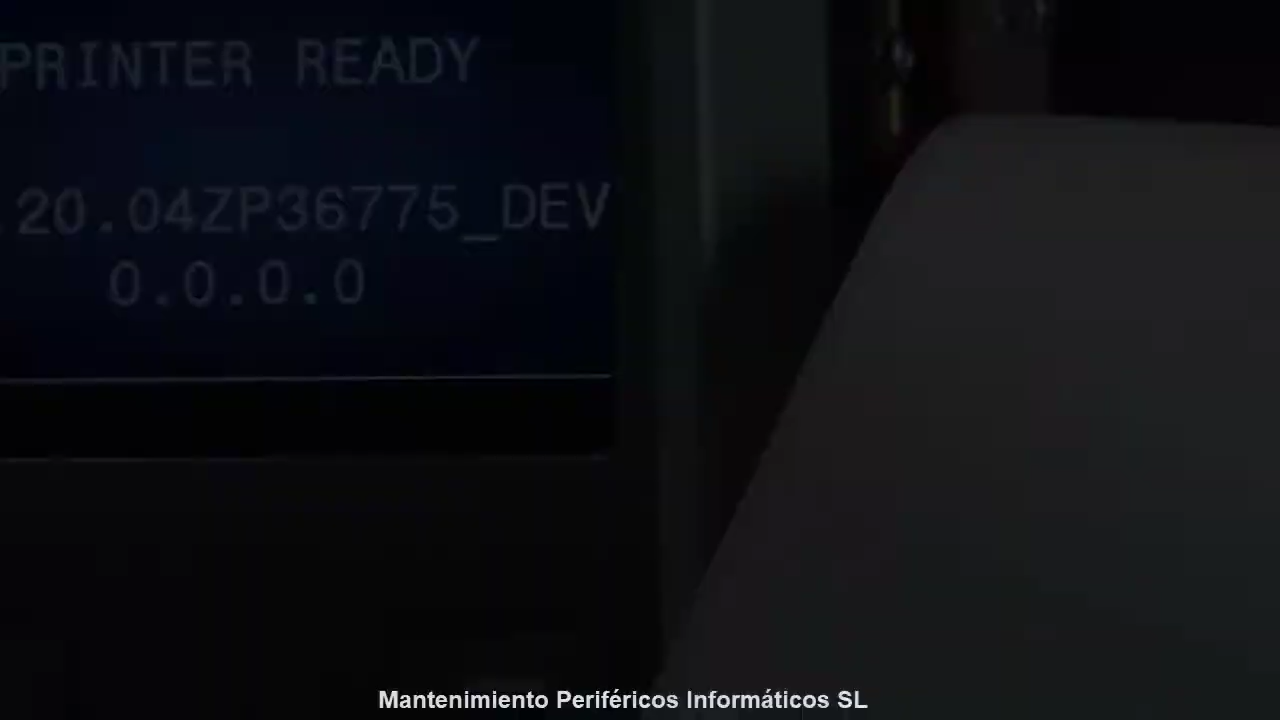 PRINTER READY
.20.04ZP36775_DEV
0.0.0.0
Mantenimiento Periféricos Informáticos SL